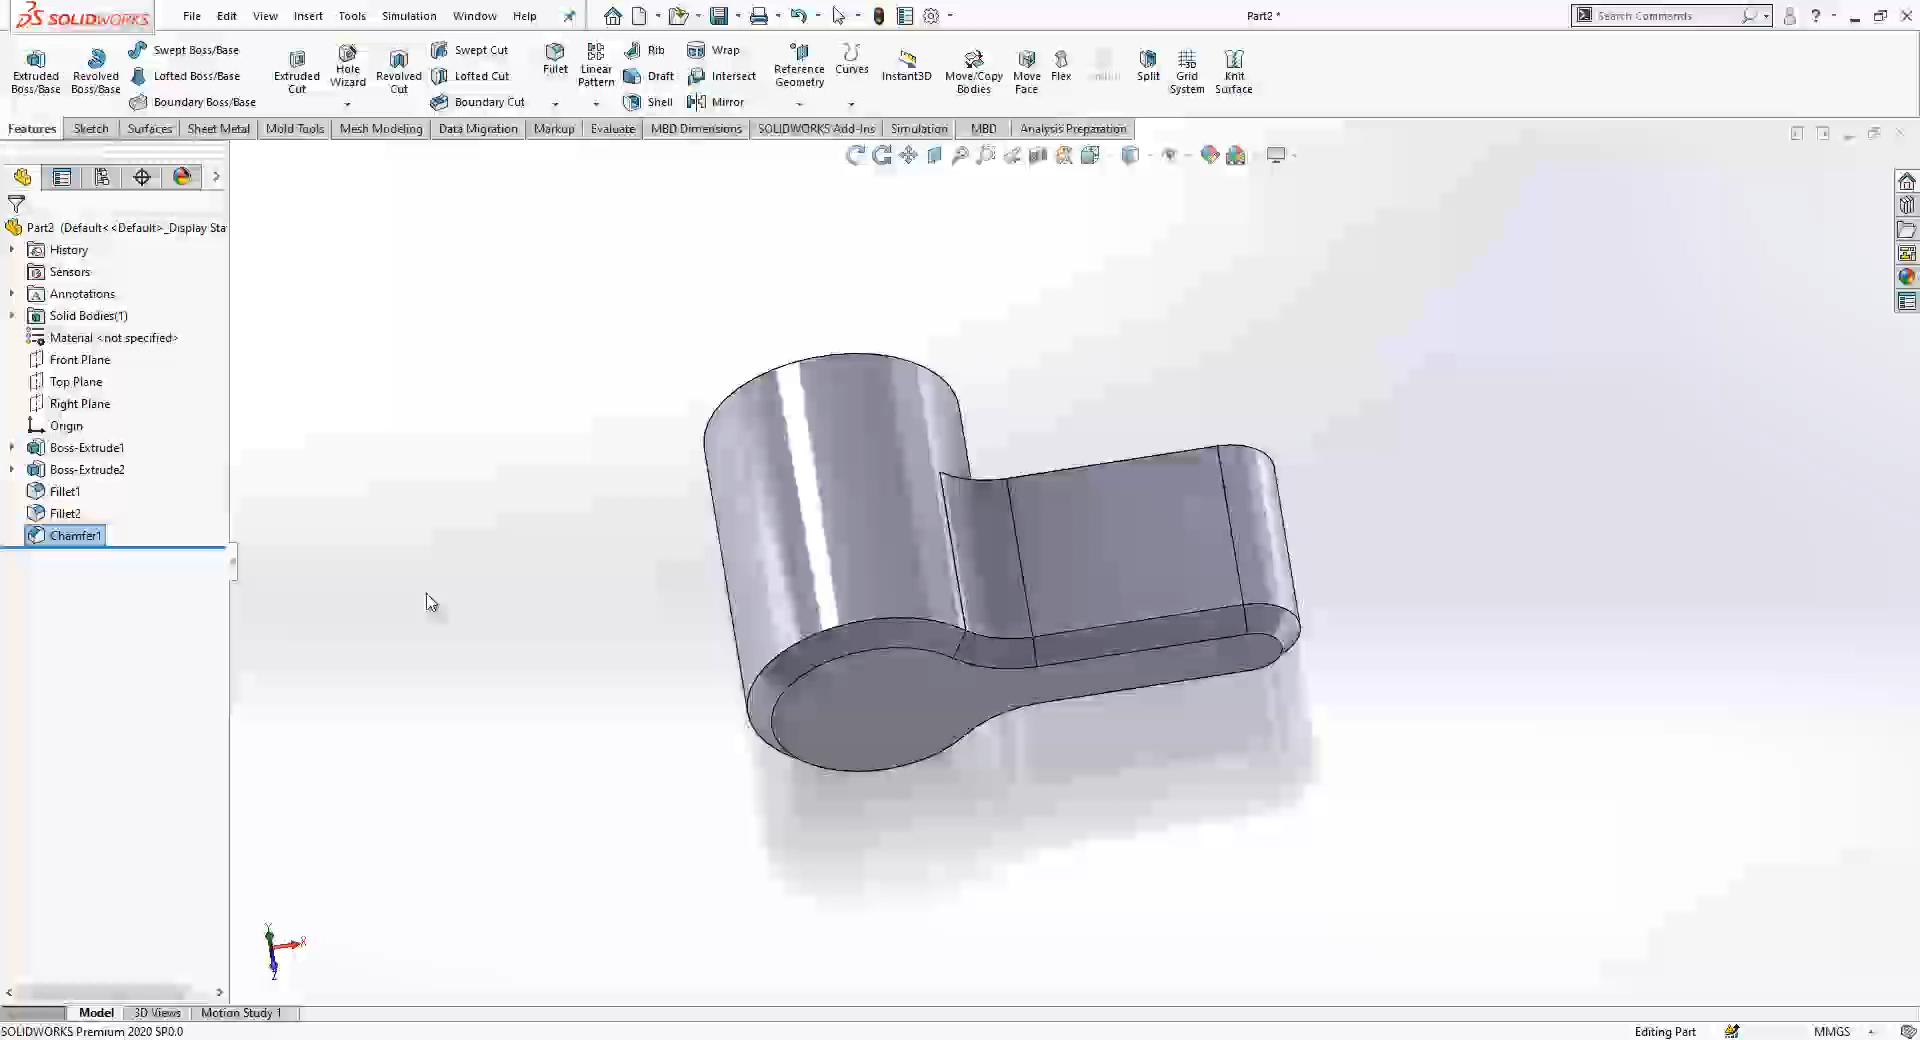 SOLIDWORKS File Edit View Insert Tools Simulation Window Help Part2 * Search Commands ?
Extruded Boss/Base
Revolved Boss/Base
Swept Boss/Base
Lofted Boss/Base
Boundary Boss/Base
Extruded Cut
Hole Wizard
Revolved Cut
Swept Cut
Lofted Cut
Boundary Cut
Fillet
Linear Pattern
Rib
Draft
Shell
Wrap
Intersect
Mirror
Reference Geometry
Curves
Instant3D
Move/Copy Bodies
Move Face
Flex
Split
Grid System
Knit Surface
Features Sketch Surfaces Sheet Metal Mold Tools Mesh Modeling Data Migration Markup Evaluate MBD Dimensions SOLIDWORKS Add-Ins Simulation MBD Analysis Preparation
Part2 (Default<<Default>_Display Sta
History
Sensors
Annotations
Solid Bodies(1)
Material <not specified>
Front Plane
Top Plane
Right Plane
Origin
Boss-Extrude1
Boss-Extrude2
Fillet1
Fillet2
Chamfer1
Y
X
Z
Model 3D Views Motion Study 1
SOLIDWORKS Premium 2020 SP0.0 Editing Part MMGS